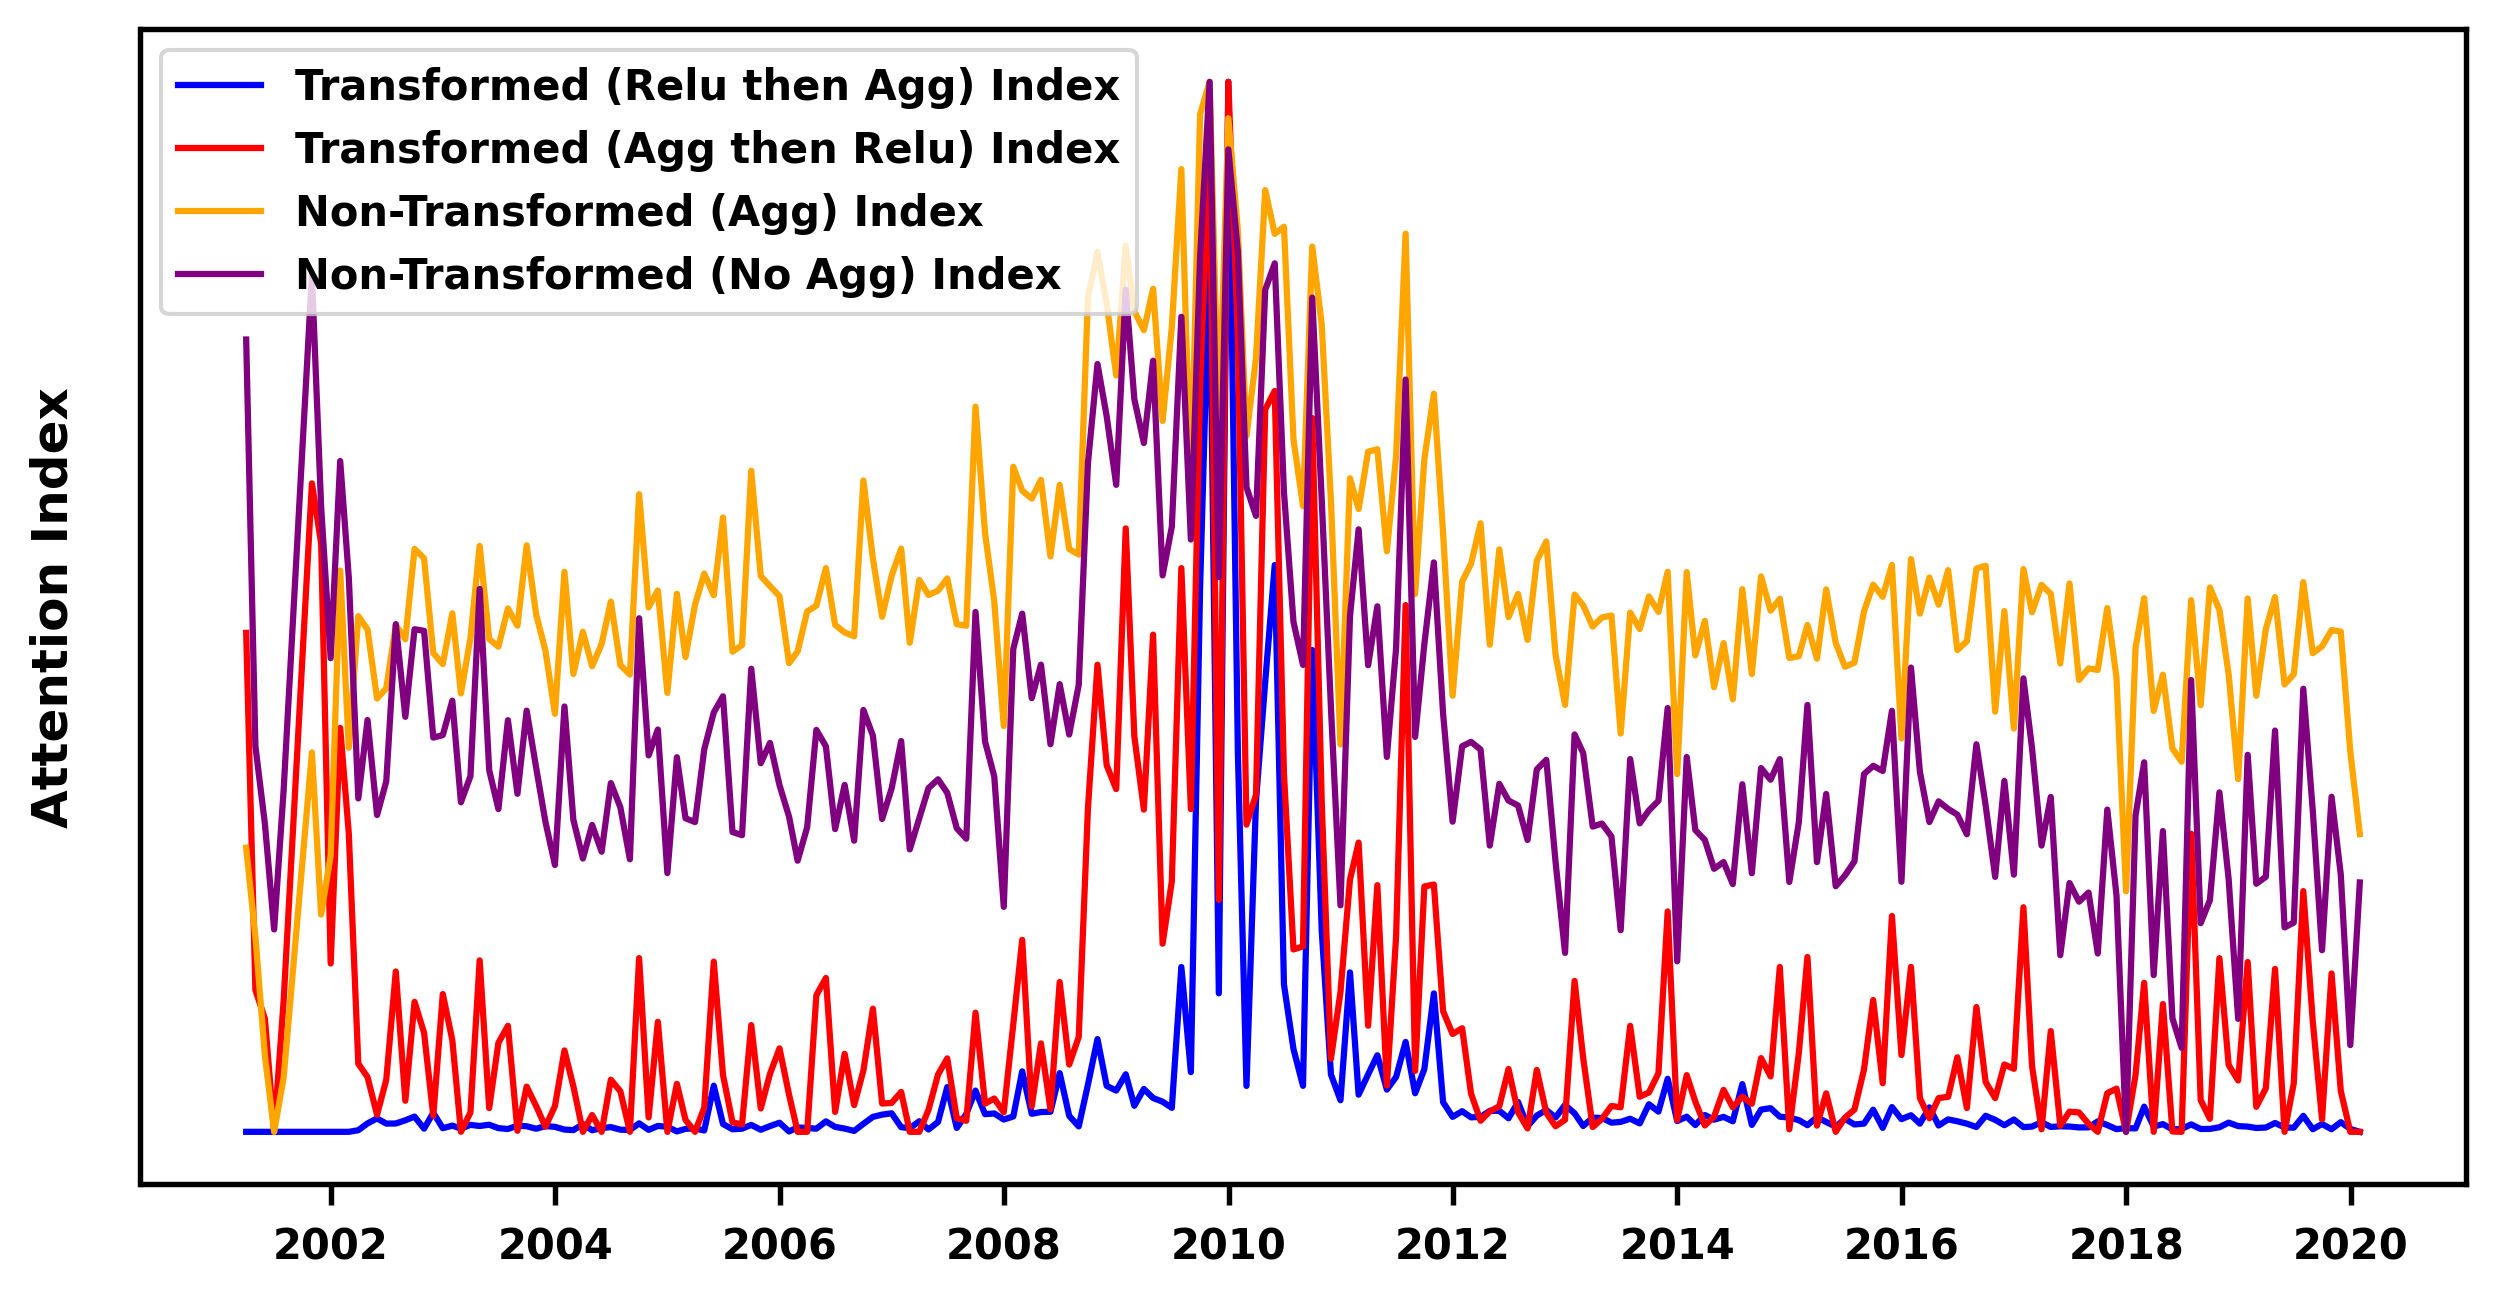 Transformed (Relu then Agg) Index
Transformed (Agg then Relu) Index
Non-Transformed (Agg) Index
Non-Transformed (No Agg) Index
Attention Index
2002 2004 2006 2008 2010 2012 2014 2016 2018 2020